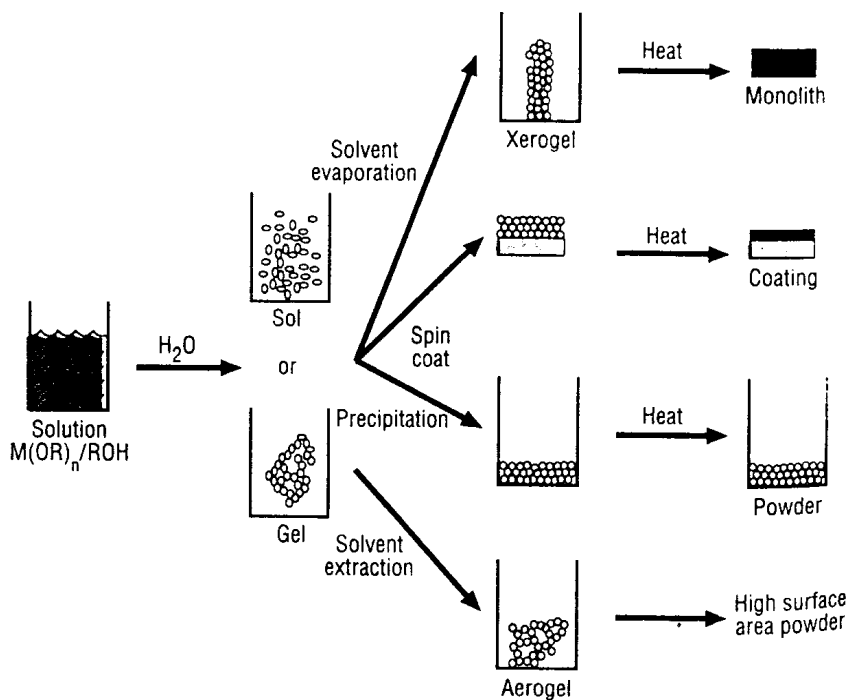 Solution
M(OR)n/ROH
H2O
Sol
or
Gel
Solvent
evaporation
Spin
coat
Precipitation
Solvent
extraction
Xerogel
Heat
Monolith
Heat
Coating
Heat
Powder
Aerogel
High surface
area powder